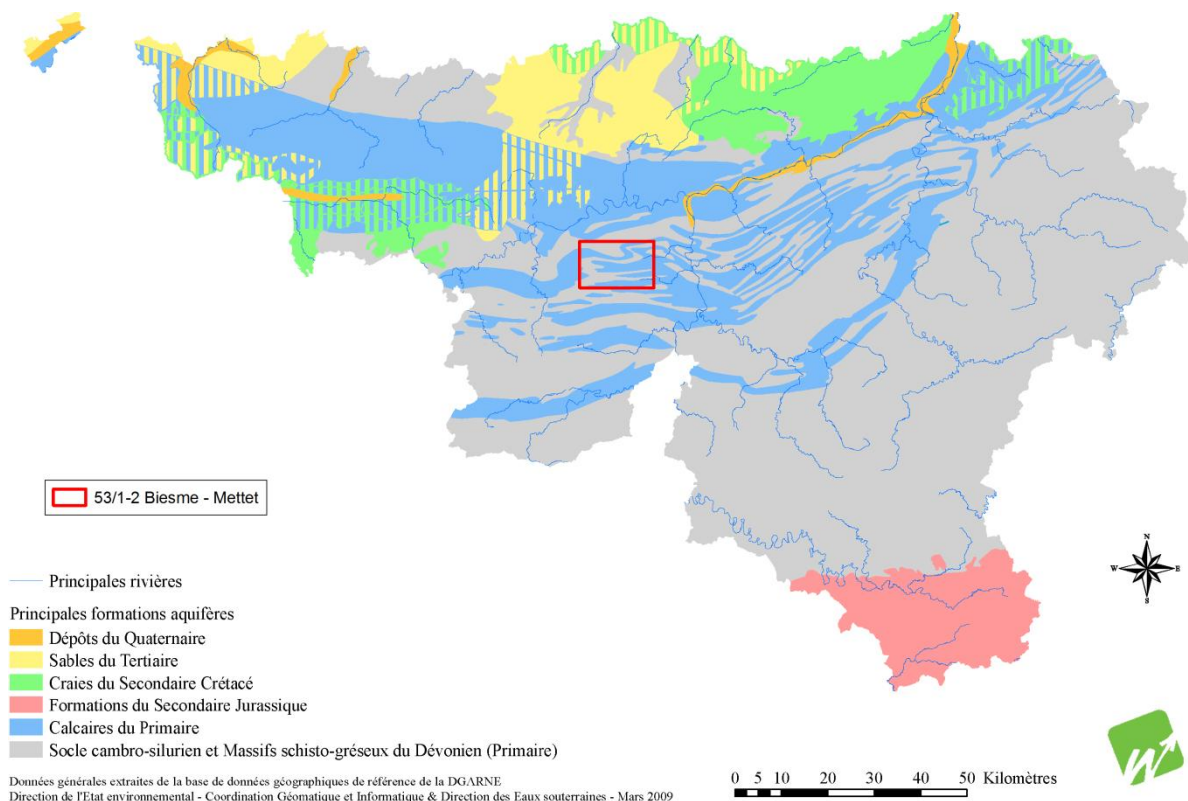 53/1-2 Biesme - Mettet
Principales rivières
Principales formations aquifères
Dépôts du Quaternaire
Sables du Tertiaire
Craies du Secondaire Crétacé
Formations du Secondaire Jurassique
Calcaires du Primaire
Socle cambro-silurien et Massifs schisto-gréseux du Dévonien (Primaire)
N
W E
S
Données générales extraites de la base de données géographiques de référence de la DGARNE
Direction de l'Etat environnemental - Coordination Géomatique et Informatique & Direction des Eaux souterraines - Mars 2009
0 5 10 20 30 40 50 Kilomètres